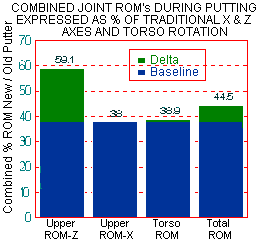 COMBINED JOINT ROM's DURING PUTTING
EXPRESSED AS % OF TRADITIONAL X & Z
AXES AND TORSO ROTATION
Combined % ROM New / Old Putter
70
60
50
40
30
20
10
0
Delta
Baseline
59.1
38
38.9
44.5
Upper
ROM-Z
Upper
ROM-X
Torso
ROM
Total
ROM